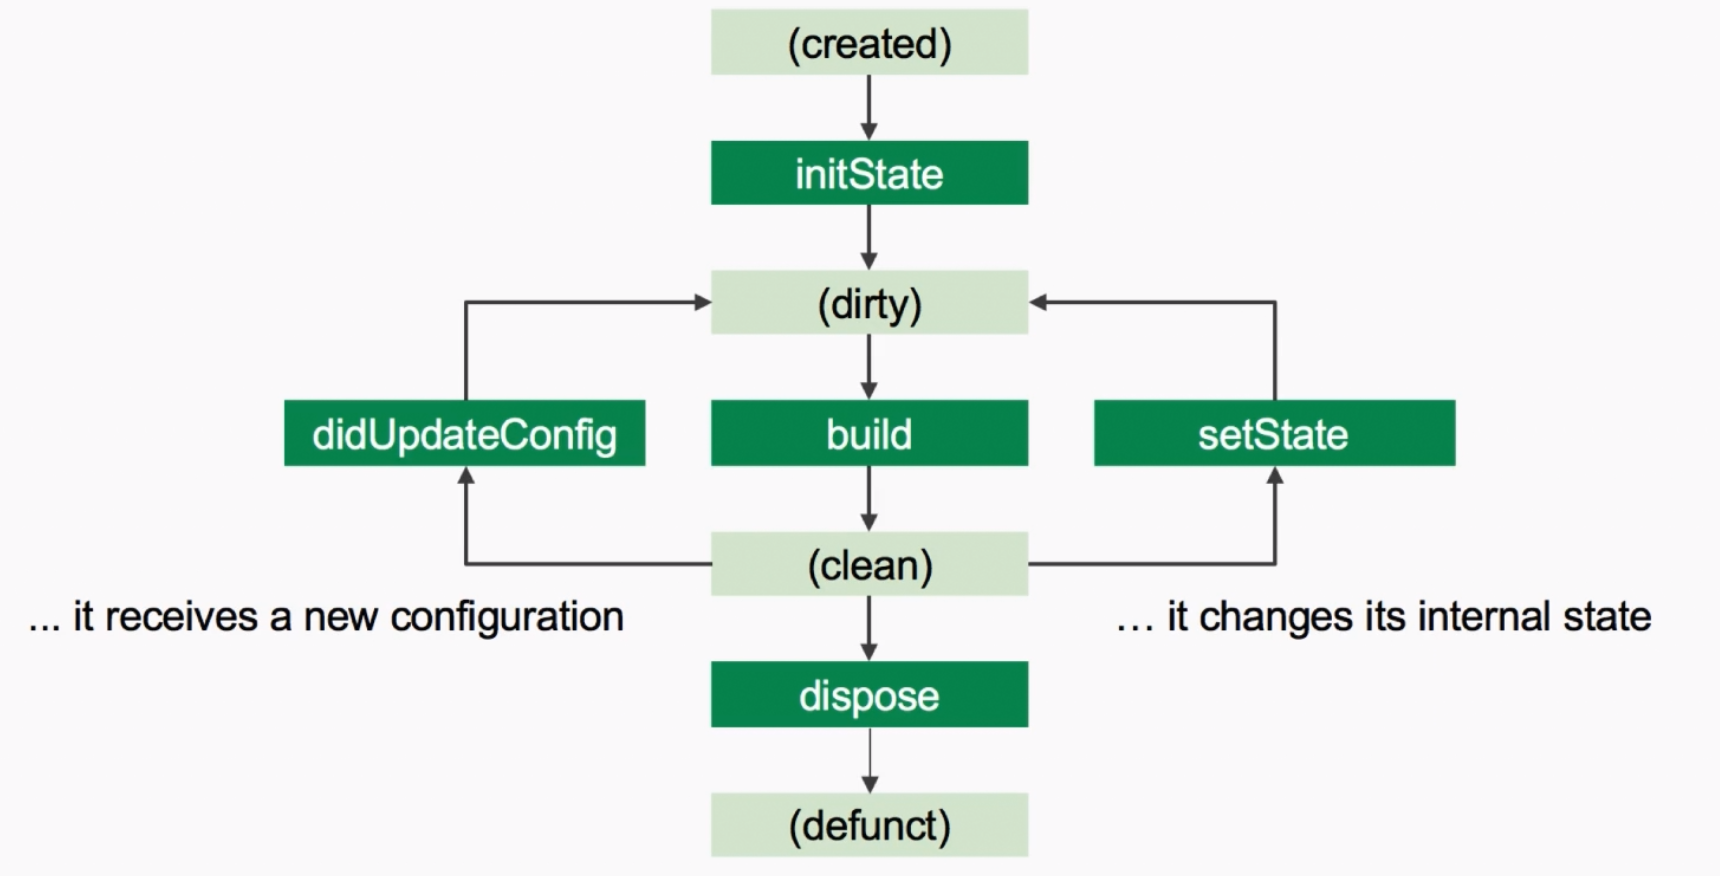 (created)
initState
(dirty)
didUpdateConfig
build
setState
(clean)
... it receives a new configuration
… it changes its internal state
dispose
(defunct)